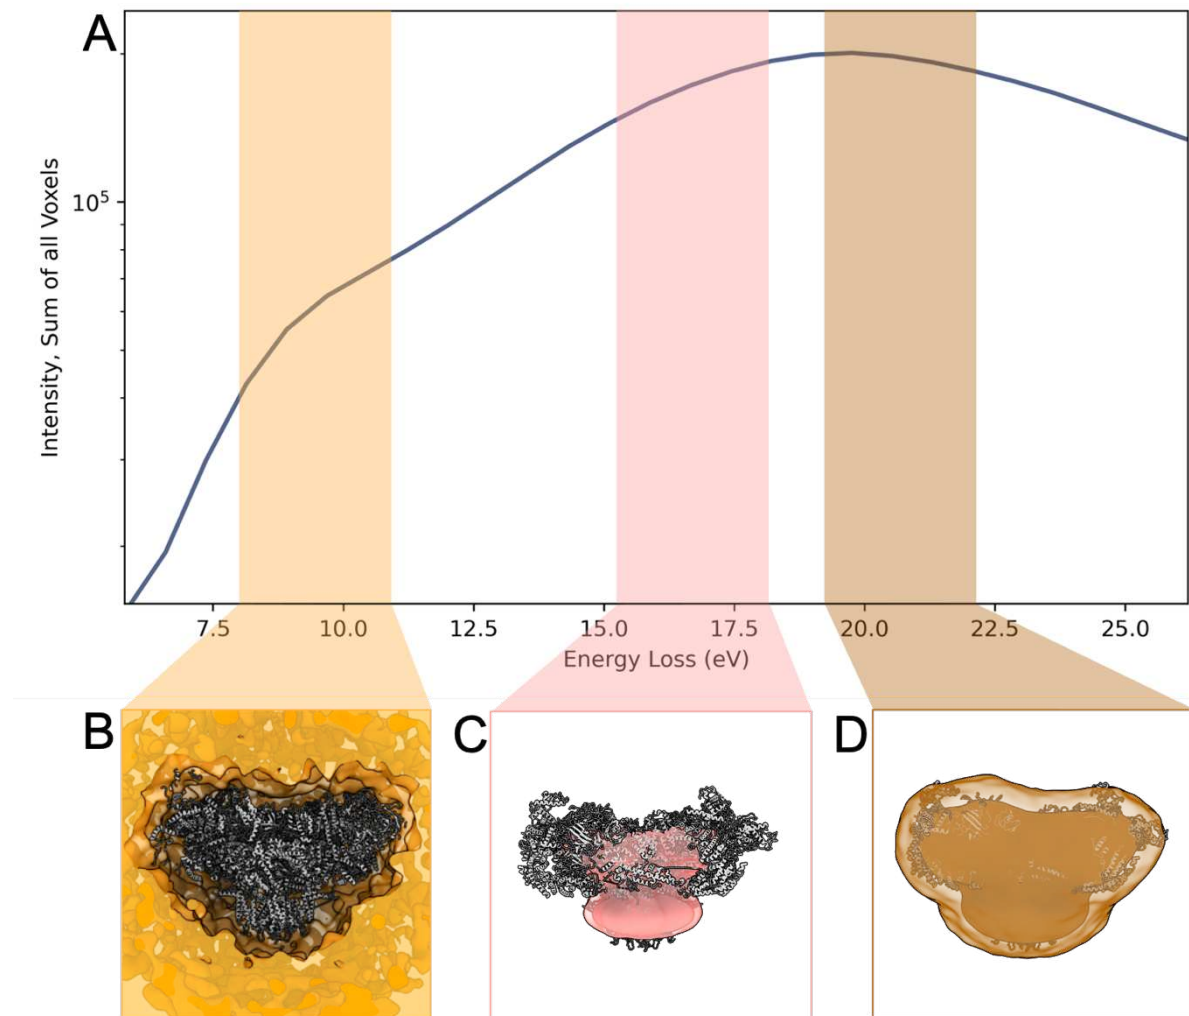 A
Intensity, Sum of all Voxels
10⁵
7.5 10.0 12.5 15.0 17.5 20.0 22.5 25.0
Energy Loss (eV)
B C D